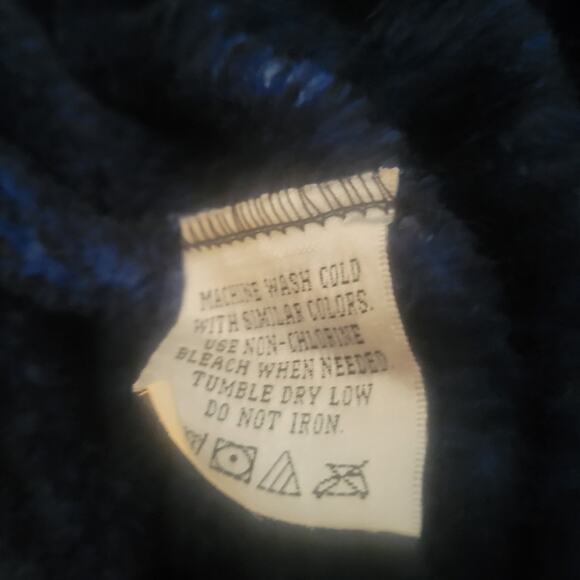 MACHINE WASH COLD
WITH SIMILAR COLORS.
USE NON-CHLORINE
BLEACH WHEN NEEDED
TUMBLE DRY LOW
DO NOT IRON.